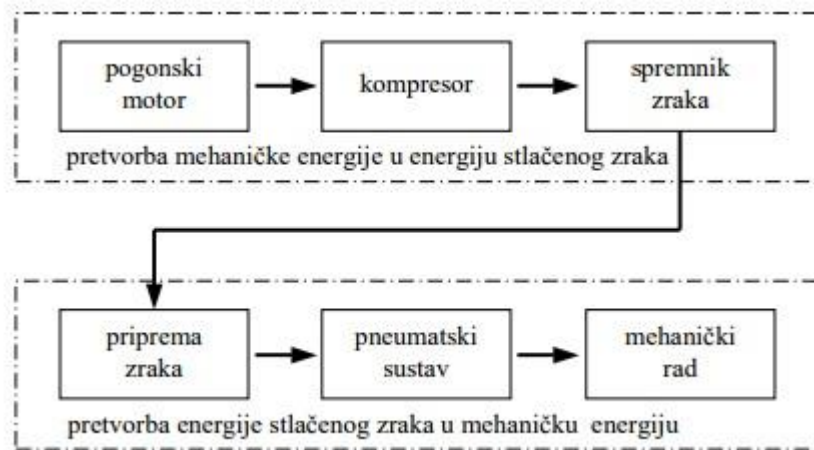 pogonski
motor
kompresor
spremnik
zraka
pretvorba mehaničke energije u energiju stlačenog zraka
priprema
zraka
pneumatski
sustav
mehanički
rad
pretvorba energije stlačenog zraka u mehaničku energiju